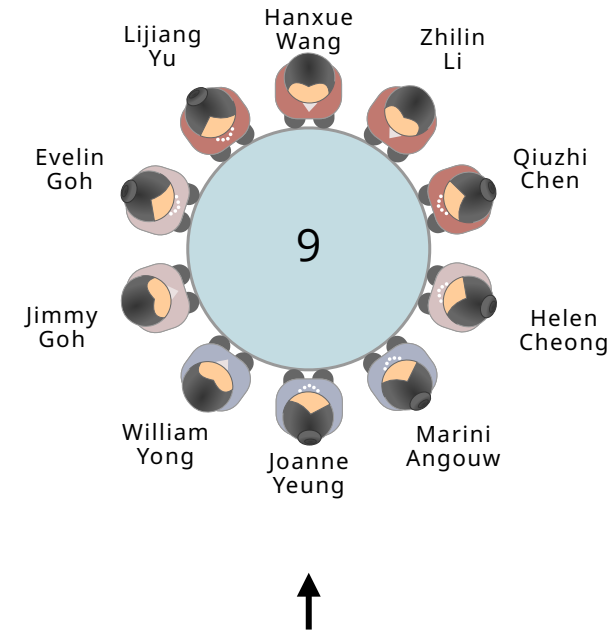 Hanxue
Wang
Lijiang
Yu
Zhilin
Li
Evelin
Goh
Qiuzhi
Chen
9
Jimmy
Goh
Helen
Cheong
William
Yong
Joanne
Yeung
Marini
Angouw